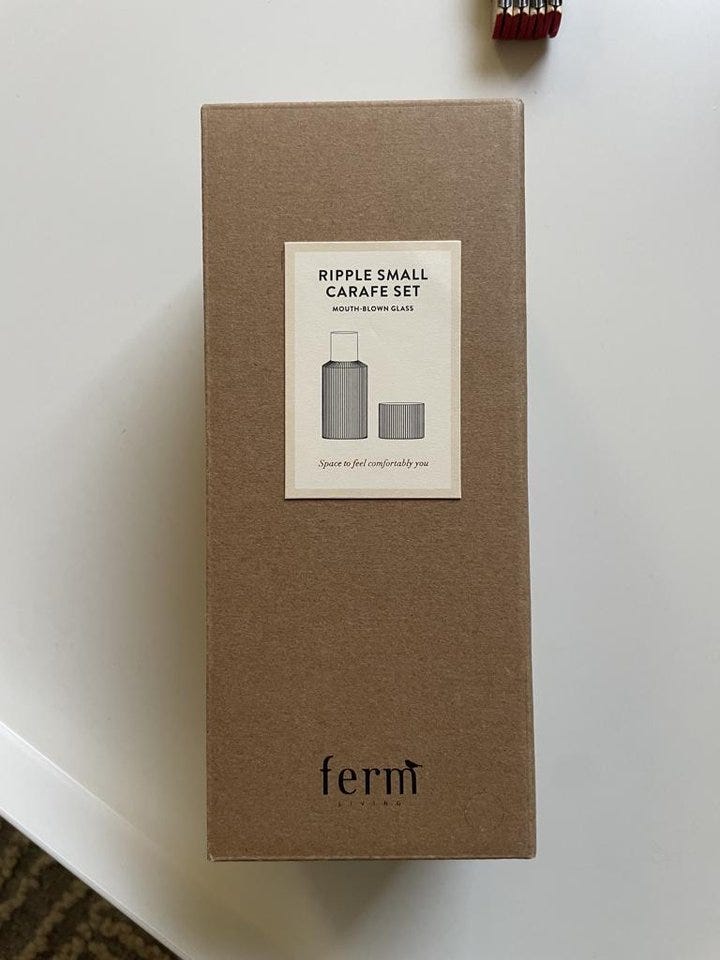 RIPPLE SMALL
CARAFE SET
MOUTH-BLOWN GLASS
Space to feel comfortably you
ferm
LIVING